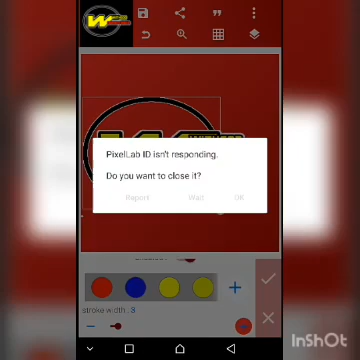 PixelLab ID isn't responding.
Do you want to close it?
Report Wait OK
stroke width : 3
InShOt